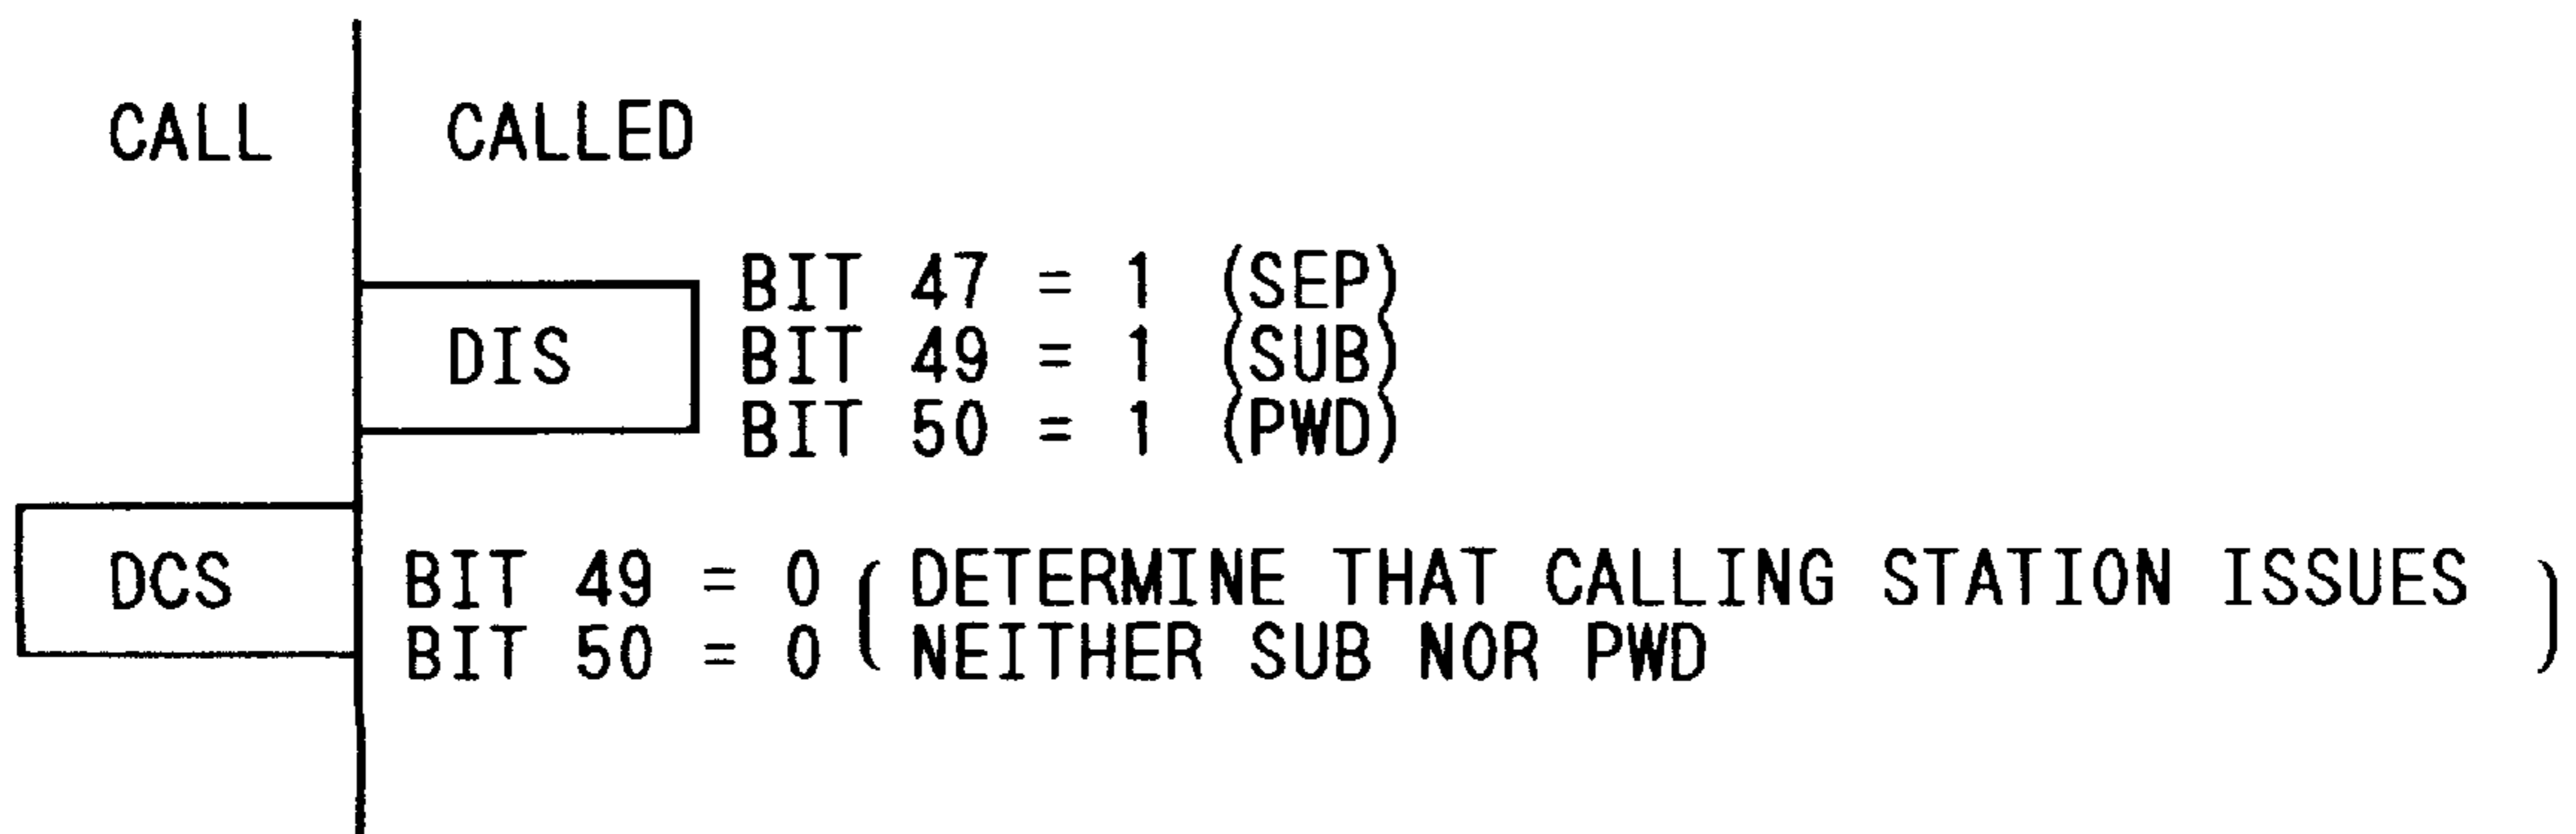 CALL CALLED
BIT 47 = 1 (SEP)
DIS BIT 49 = 1 (SUB)
BIT 50 = 1 (PWD)
DCS BIT 49 = 0 ( DETERMINE THAT CALLING STATION ISSUES )
BIT 50 = 0 NEITHER SUB NOR PWD